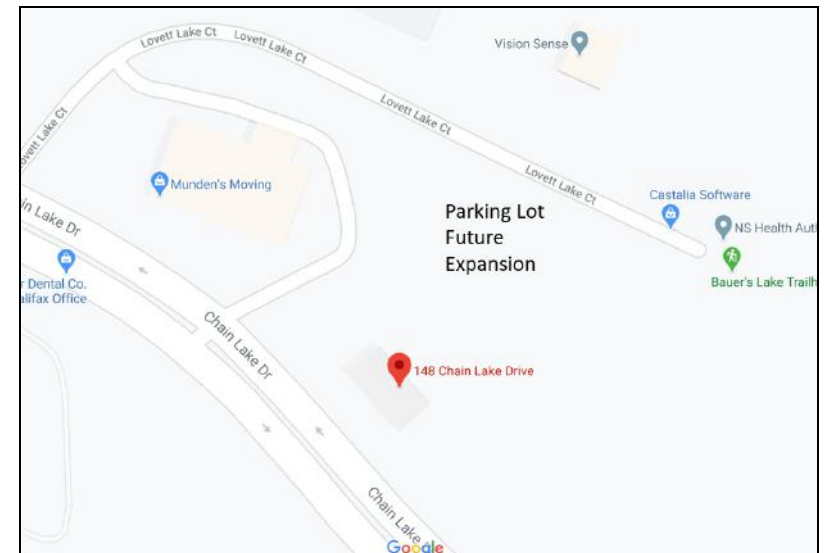 Lovett Lake Ct
Lovett Lake Ct
Vision Sense
Lovett Lake Ct
ovett Lake Ct
Munden's Moving
Lovett Lake Ct
Castalia Software
in Lake Dr
Parking Lot
Future
Expansion
NS Health Auth
Bauer's Lake Trailh
r Dental Co.
alifax Office
Chain Lake Dr
148 Chain Lake Drive
Chain Lake
Google